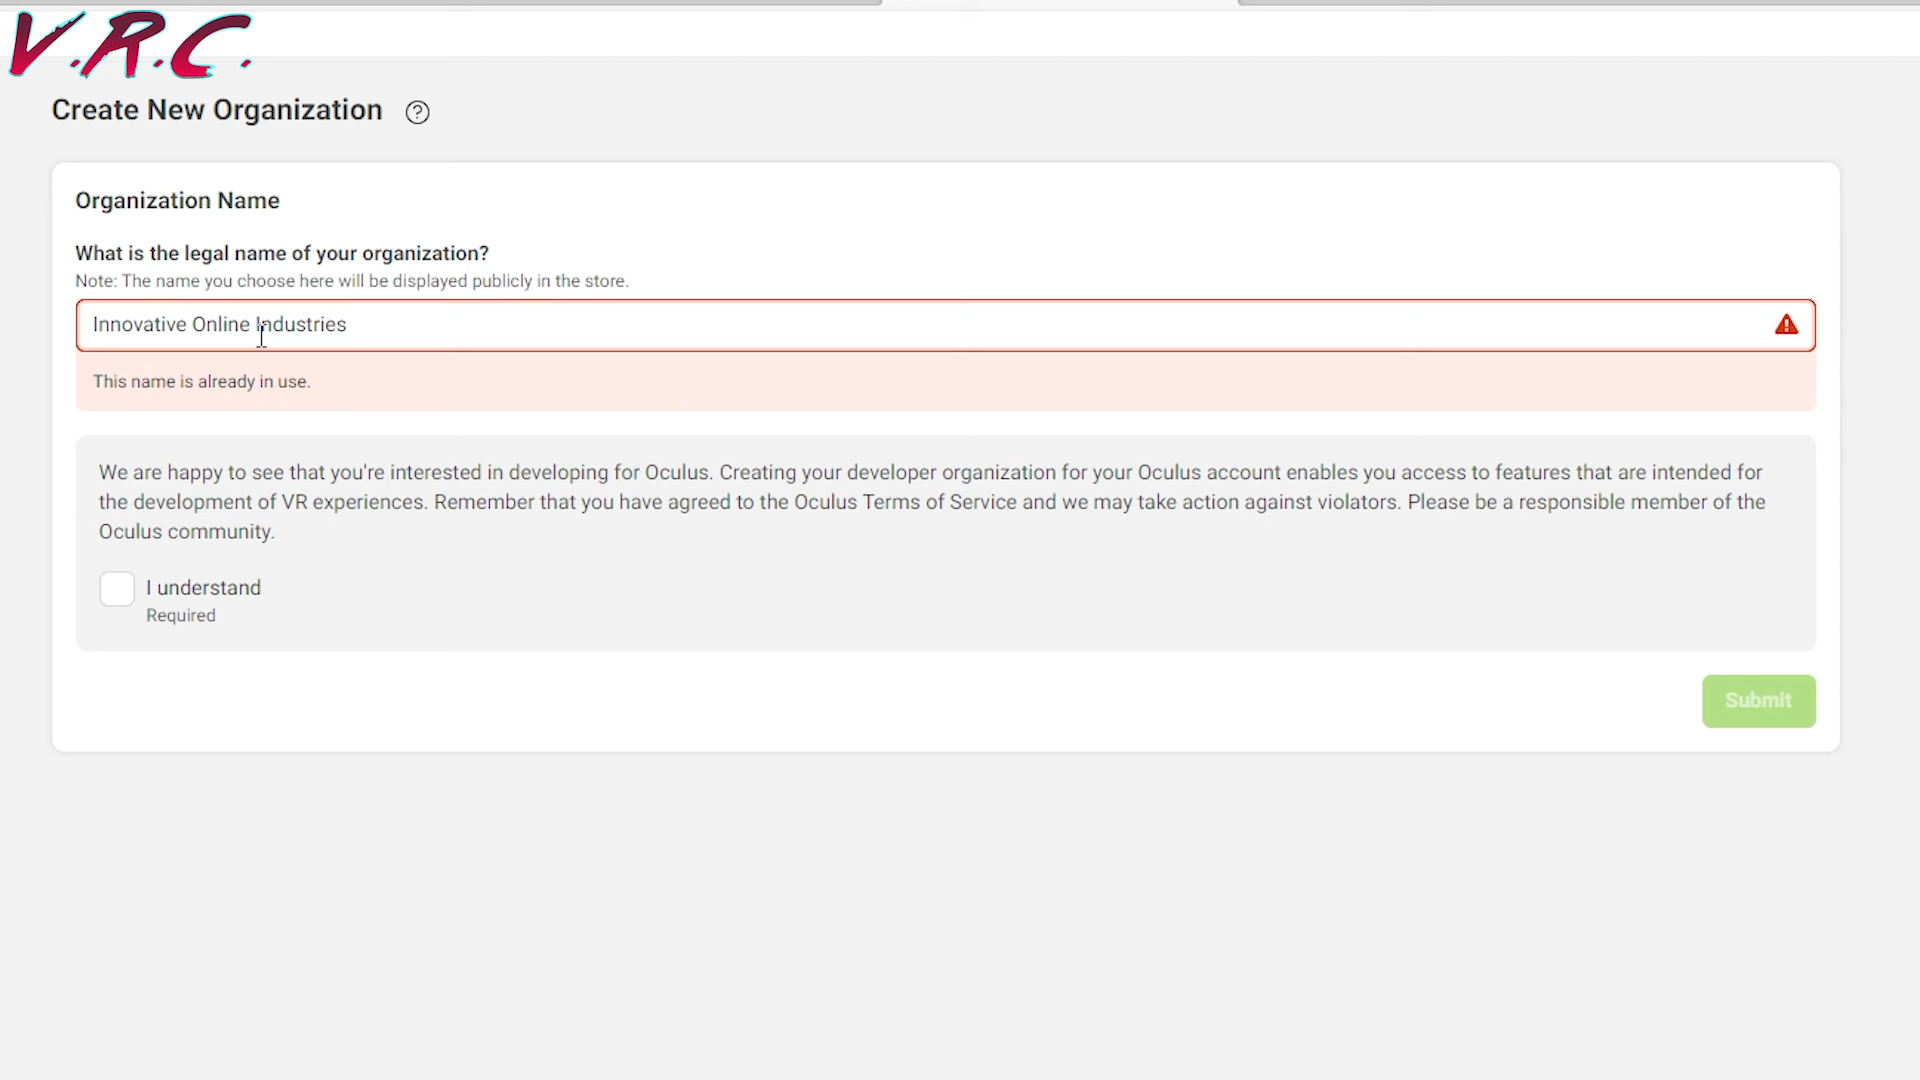 V.R.C.
Create New Organization ?
Organization Name
What is the legal name of your organization?
Note: The name you choose here will be displayed publicly in the store.
Innovative Online Industries
This name is already in use.
We are happy to see that you're interested in developing for Oculus. Creating your developer organization for your Oculus account enables you access to features that are intended for
the development of VR experiences. Remember that you have agreed to the Oculus Terms of Service and we may take action against violators. Please be a responsible member of the
Oculus community.
I understand
Required
Submit